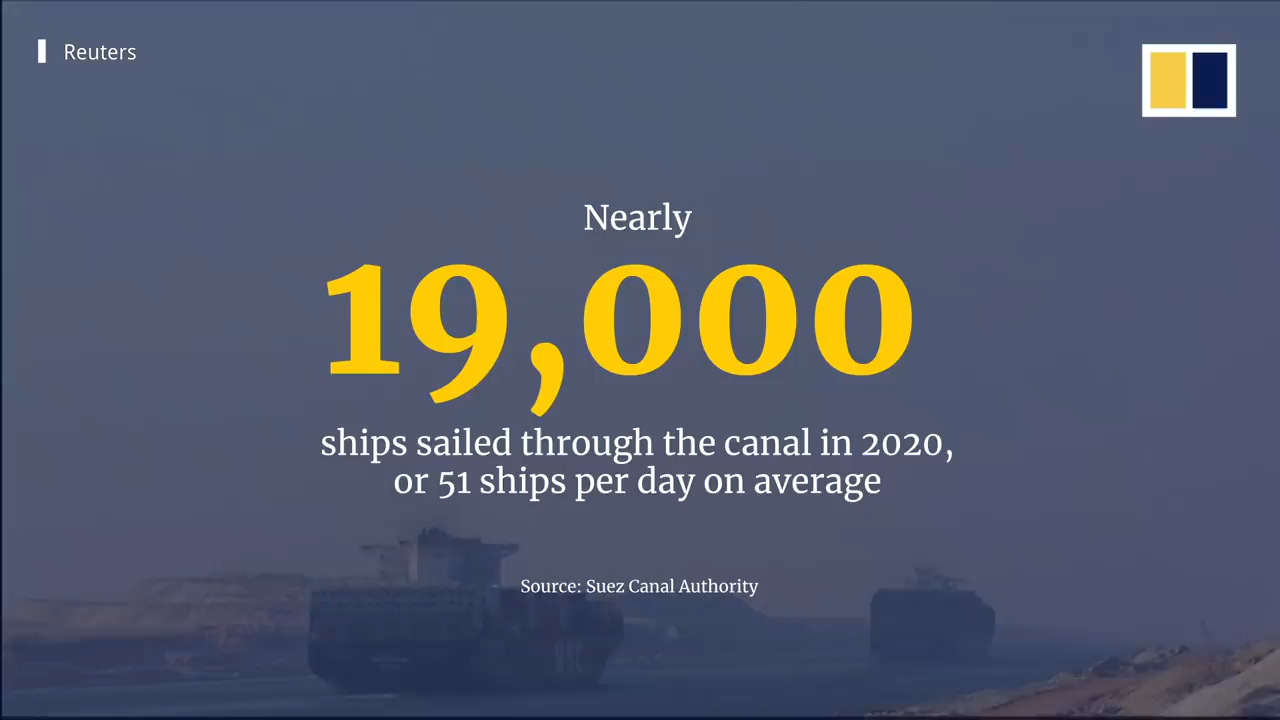 Reuters
Nearly
19,000
ships sailed through the canal in 2020,
or 51 ships per day on average
Source: Suez Canal Authority